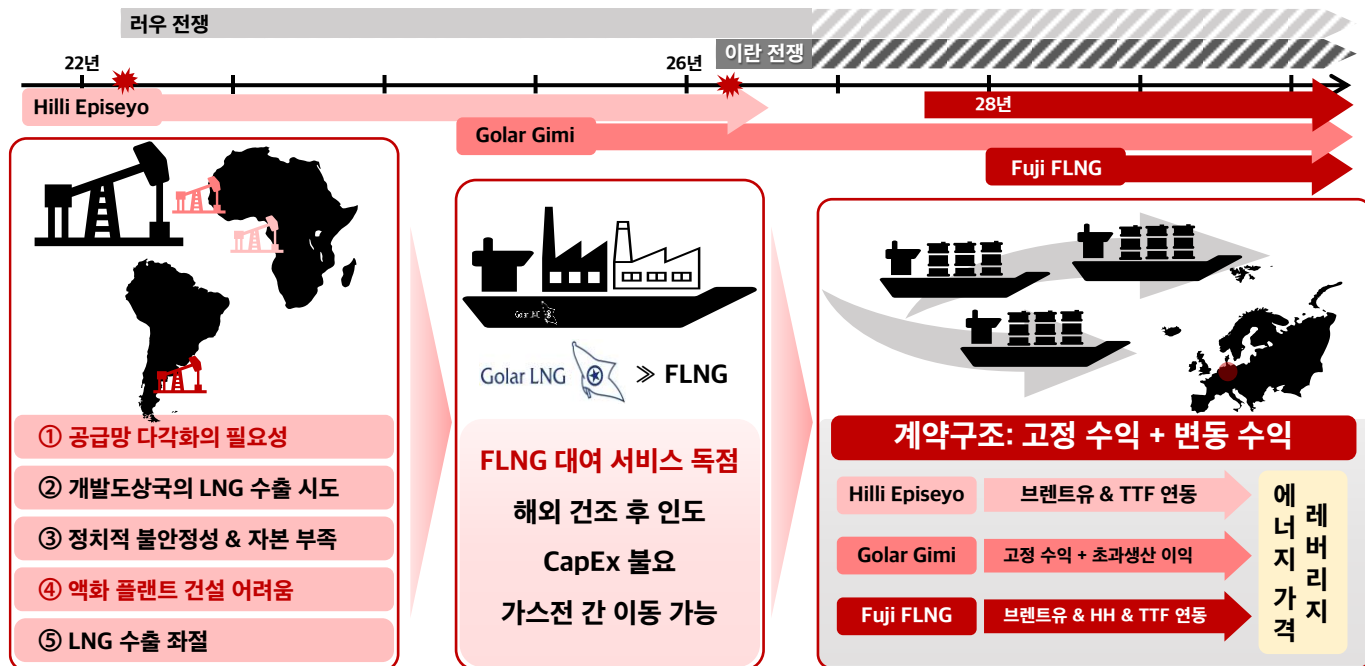 러우 전쟁
이란 전쟁
22년
26년
Hilli Episeyo
28년
Golar Gimi
Fuji FLNG
Golar LNG
Golar LNG
≫ FLNG
① 공급망 다각화의 필요성
② 개발도상국의 LNG 수출 시도
③ 정치적 불안정성 & 자본 부족
④ 액화 플랜트 건설 어려움
⑤ LNG 수출 좌절
FLNG 대여 서비스 독점
해외 건조 후 인도
CapEx 불요
가스전 간 이동 가능
계약구조: 고정 수익 + 변동 수익
Hilli Episeyo
브렌트유 & TTF 연동
Golar Gimi
고정 수익 + 초과생산 이익
Fuji FLNG
브렌트유 & HH & TTF 연동
에너지 가격
레버리지